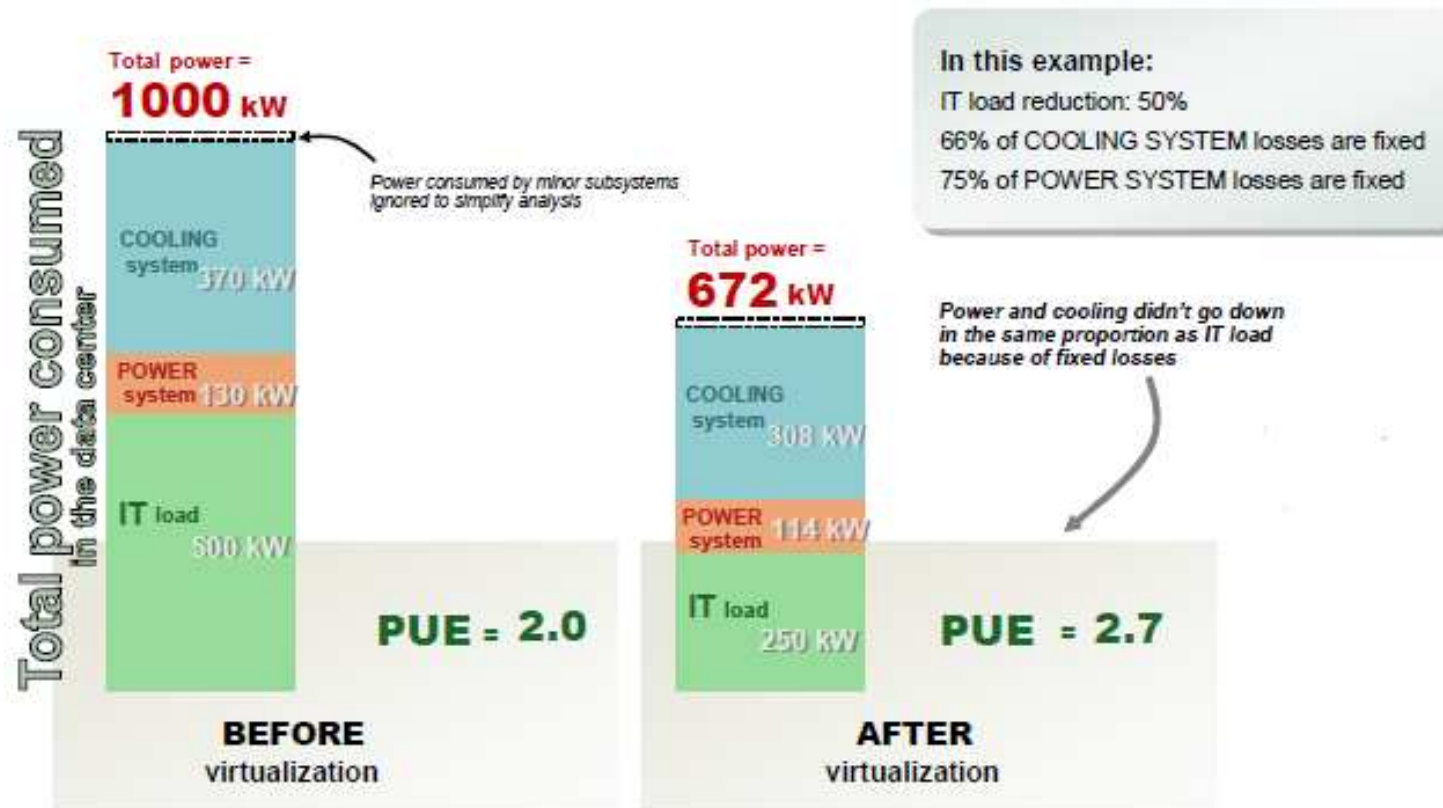 Total power consumed
in the data center
Total power =
1000 kW
Power consumed by minor subsystems
ignored to simplify analysis
COOLING
system 370 kW
POWER
system 130 kW
IT load
500 kW
PUE = 2.0
BEFORE
virtualization
Total power =
672 kW
COOLING
system 308 kW
POWER
system 114 kW
IT load
250 kW
PUE = 2.7
AFTER
virtualization
In this example:
IT load reduction: 50%
66% of COOLING SYSTEM losses are fixed
75% of POWER SYSTEM losses are fixed
Power and cooling didn't go down
in the same proportion as IT load
because of fixed losses